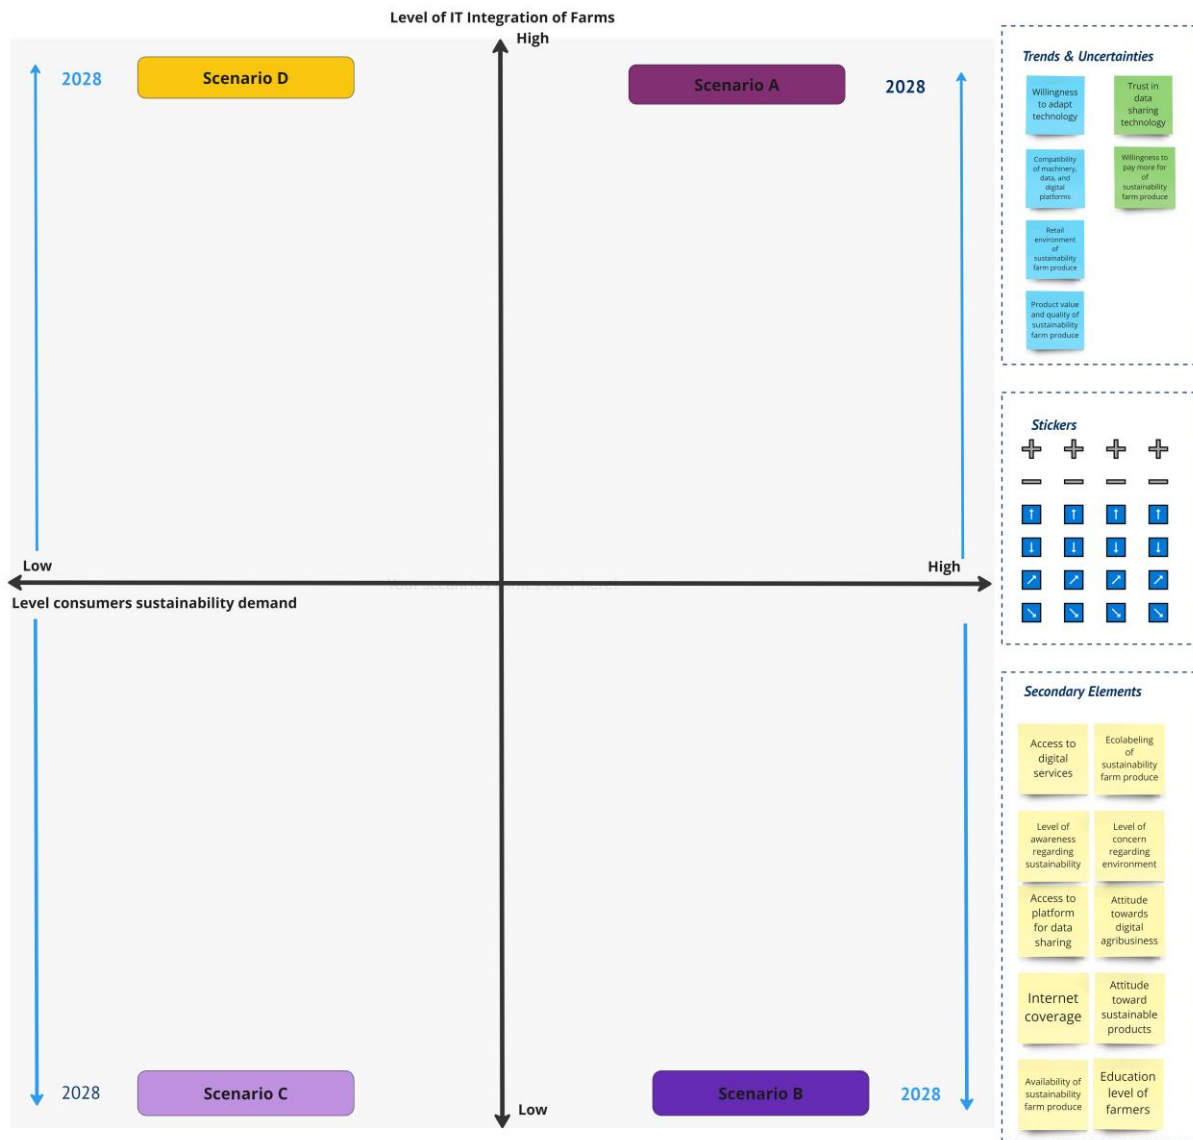 Level of IT Integration of Farms
High
2028
Scenario D
Scenario A
2028
Low
High
Level consumers sustainability demand
2028
Scenario C
Scenario B
2028
Low
Trends & Uncertainties
Willingness
to adapt
technology
Trust in
data
sharing
technology
Compatibility
of machinery,
data, and
digital
platforms
Willingness to
pay more for
of
sustainability
farm produce
Retail
environment
of
sustainability
farm produce
Product value
and quality of
sustainability
farm produce
Stickers
Secondary Elements
Access to
digital
services
Ecolabeling
of
sustainability
farm produce
Level of
awareness
regarding
sustainability
Level of
concern
regarding
environment
Access to
platform
for data
sharing
Attitude
towards
digital
agribusiness
Internet
coverage
Attitude
toward
sustainable
products
Availability of
sustainability
farm produce
Education
level of
farmers